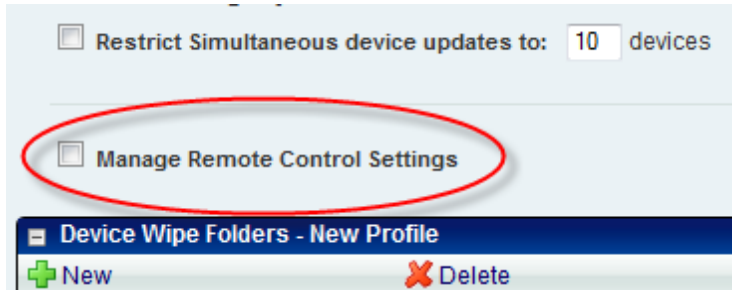 Restrict Simultaneous device updates to: 10 devices
Manage Remote Control Settings
Device Wipe Folders - New Profile
New Delete